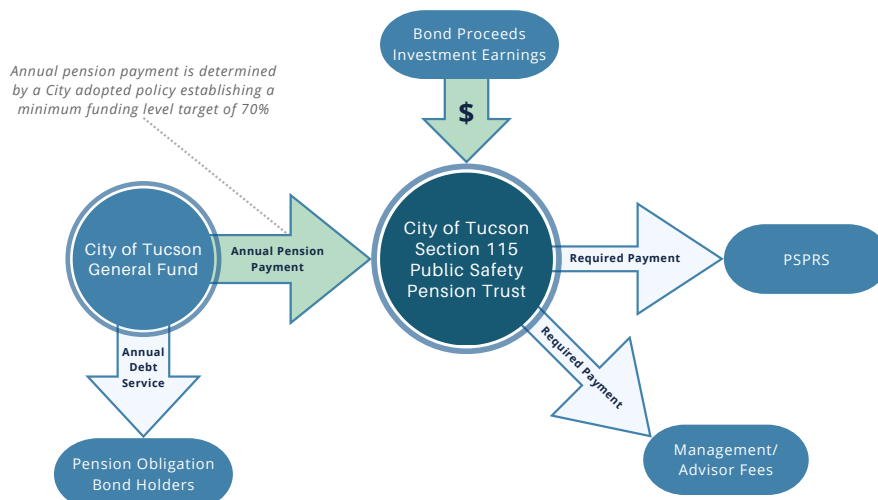 Bond Proceeds
Investment Earnings
Annual pension payment is determined
by a City adopted policy establishing a
minimum funding level target of 70%
$
City of Tucson
General Fund
Annual Pension
Payment
City of Tucson
Section 115
Public Safety
Pension Trust
Required Payment
PSPRS
Annual
Debt
Service
Required Payment
Pension Obligation
Bond Holders
Management/
Advisor Fees